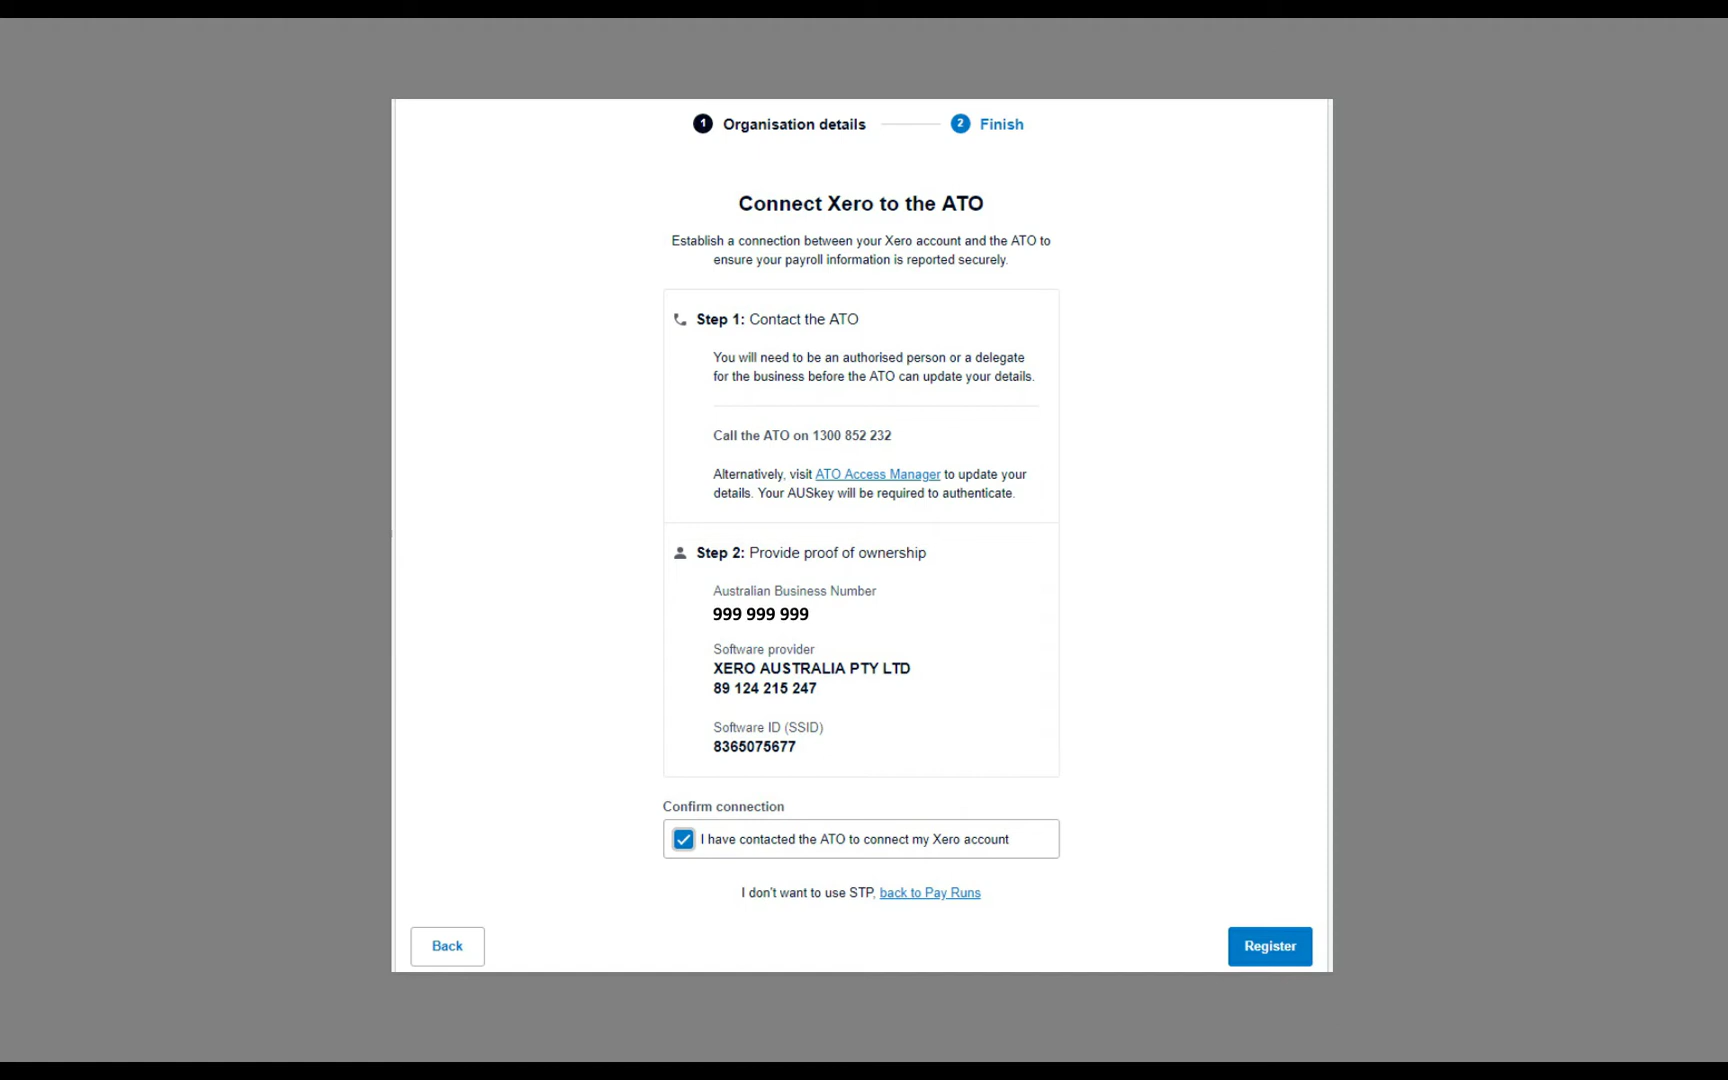 1 Organisation details 2 Finish
Connect Xero to the ATO
Establish a connection between your Xero account and the ATO to
ensure your payroll information is reported securely.
Step 1: Contact the ATO
You will need to be an authorised person or a delegate
for the business before the ATO can update your details.
Call the ATO on 1300 852 232
Alternatively, visit ATO Access Manager to update your
details. Your AUSkey will be required to authenticate.
Step 2: Provide proof of ownership
Australian Business Number
999 999 999
Software provider
XERO AUSTRALIA PTY LTD
89 124 215 247
Software ID (SSID)
8365075677
Confirm connection
I have contacted the ATO to connect my Xero account
I don't want to use STP, back to Pay Runs
Back Register